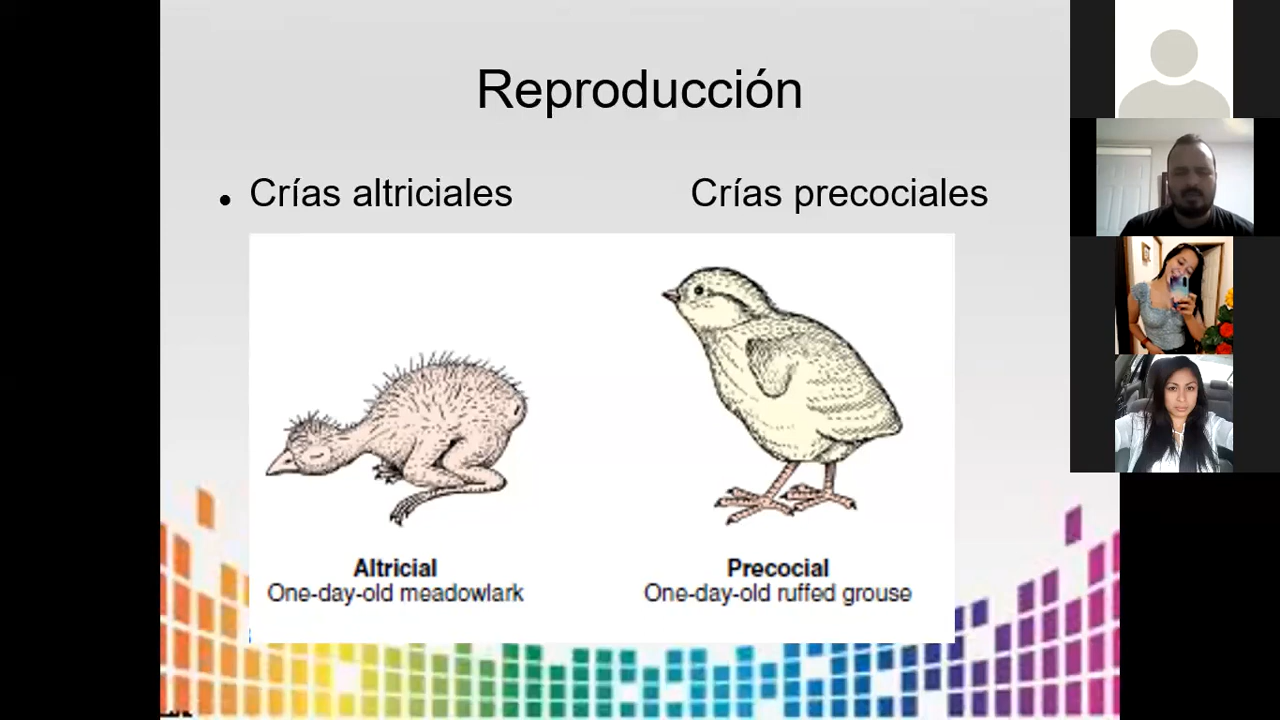 Reproducción
• Crías altriciales
Crías precociales
Altricial
One-day-old meadowlark
Precocial
One-day-old ruffed grouse